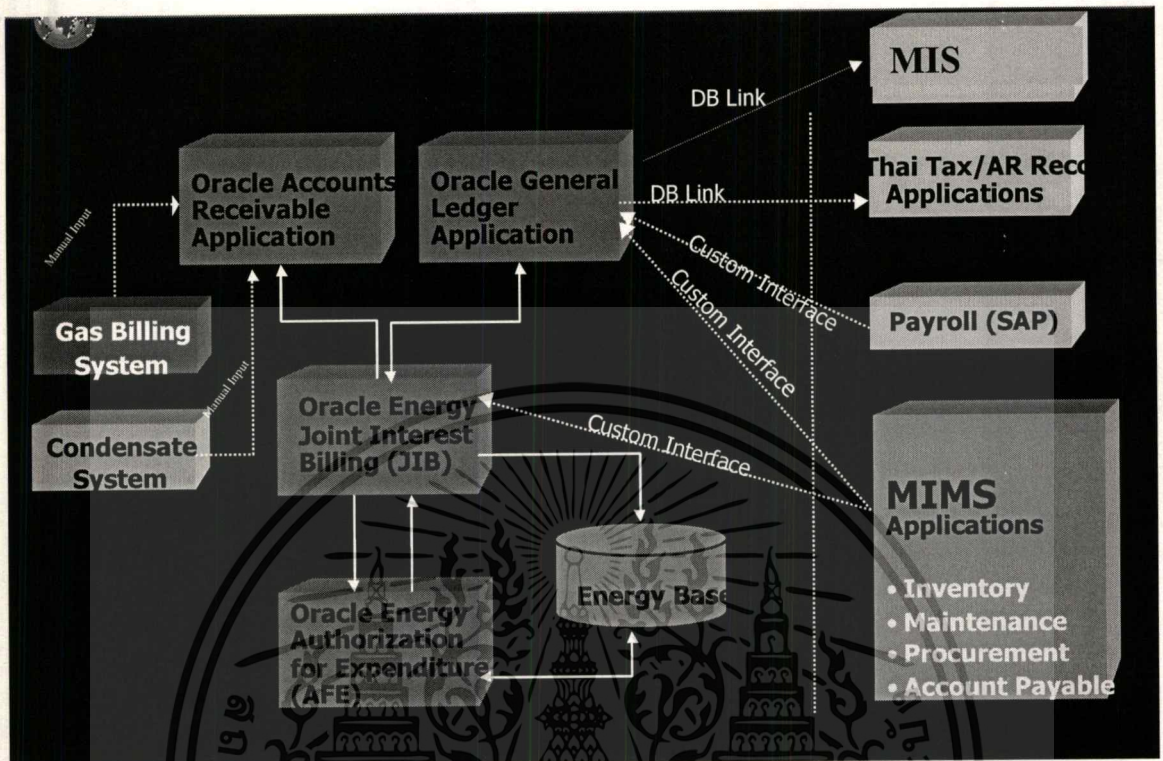 MIS
DB Link
Thai Tax/AR Reco
Applications
Oracle Accounts
Receivable
Application
Oracle General
Ledger
Application
DB Link
Manual Input
Custom Interface
Custom Interface
Gas Billing
System
Payroll (SAP)
Manual Input
Condensate
System
Oracle Energy
Joint Interest
Billing (JIB)
Custom Interface
MIMS
Applications
• Inventory
• Maintenance
• Procurement
• Account Payable
Energy Base
Oracle Energy
Authorization
for Expenditure
(AFE)